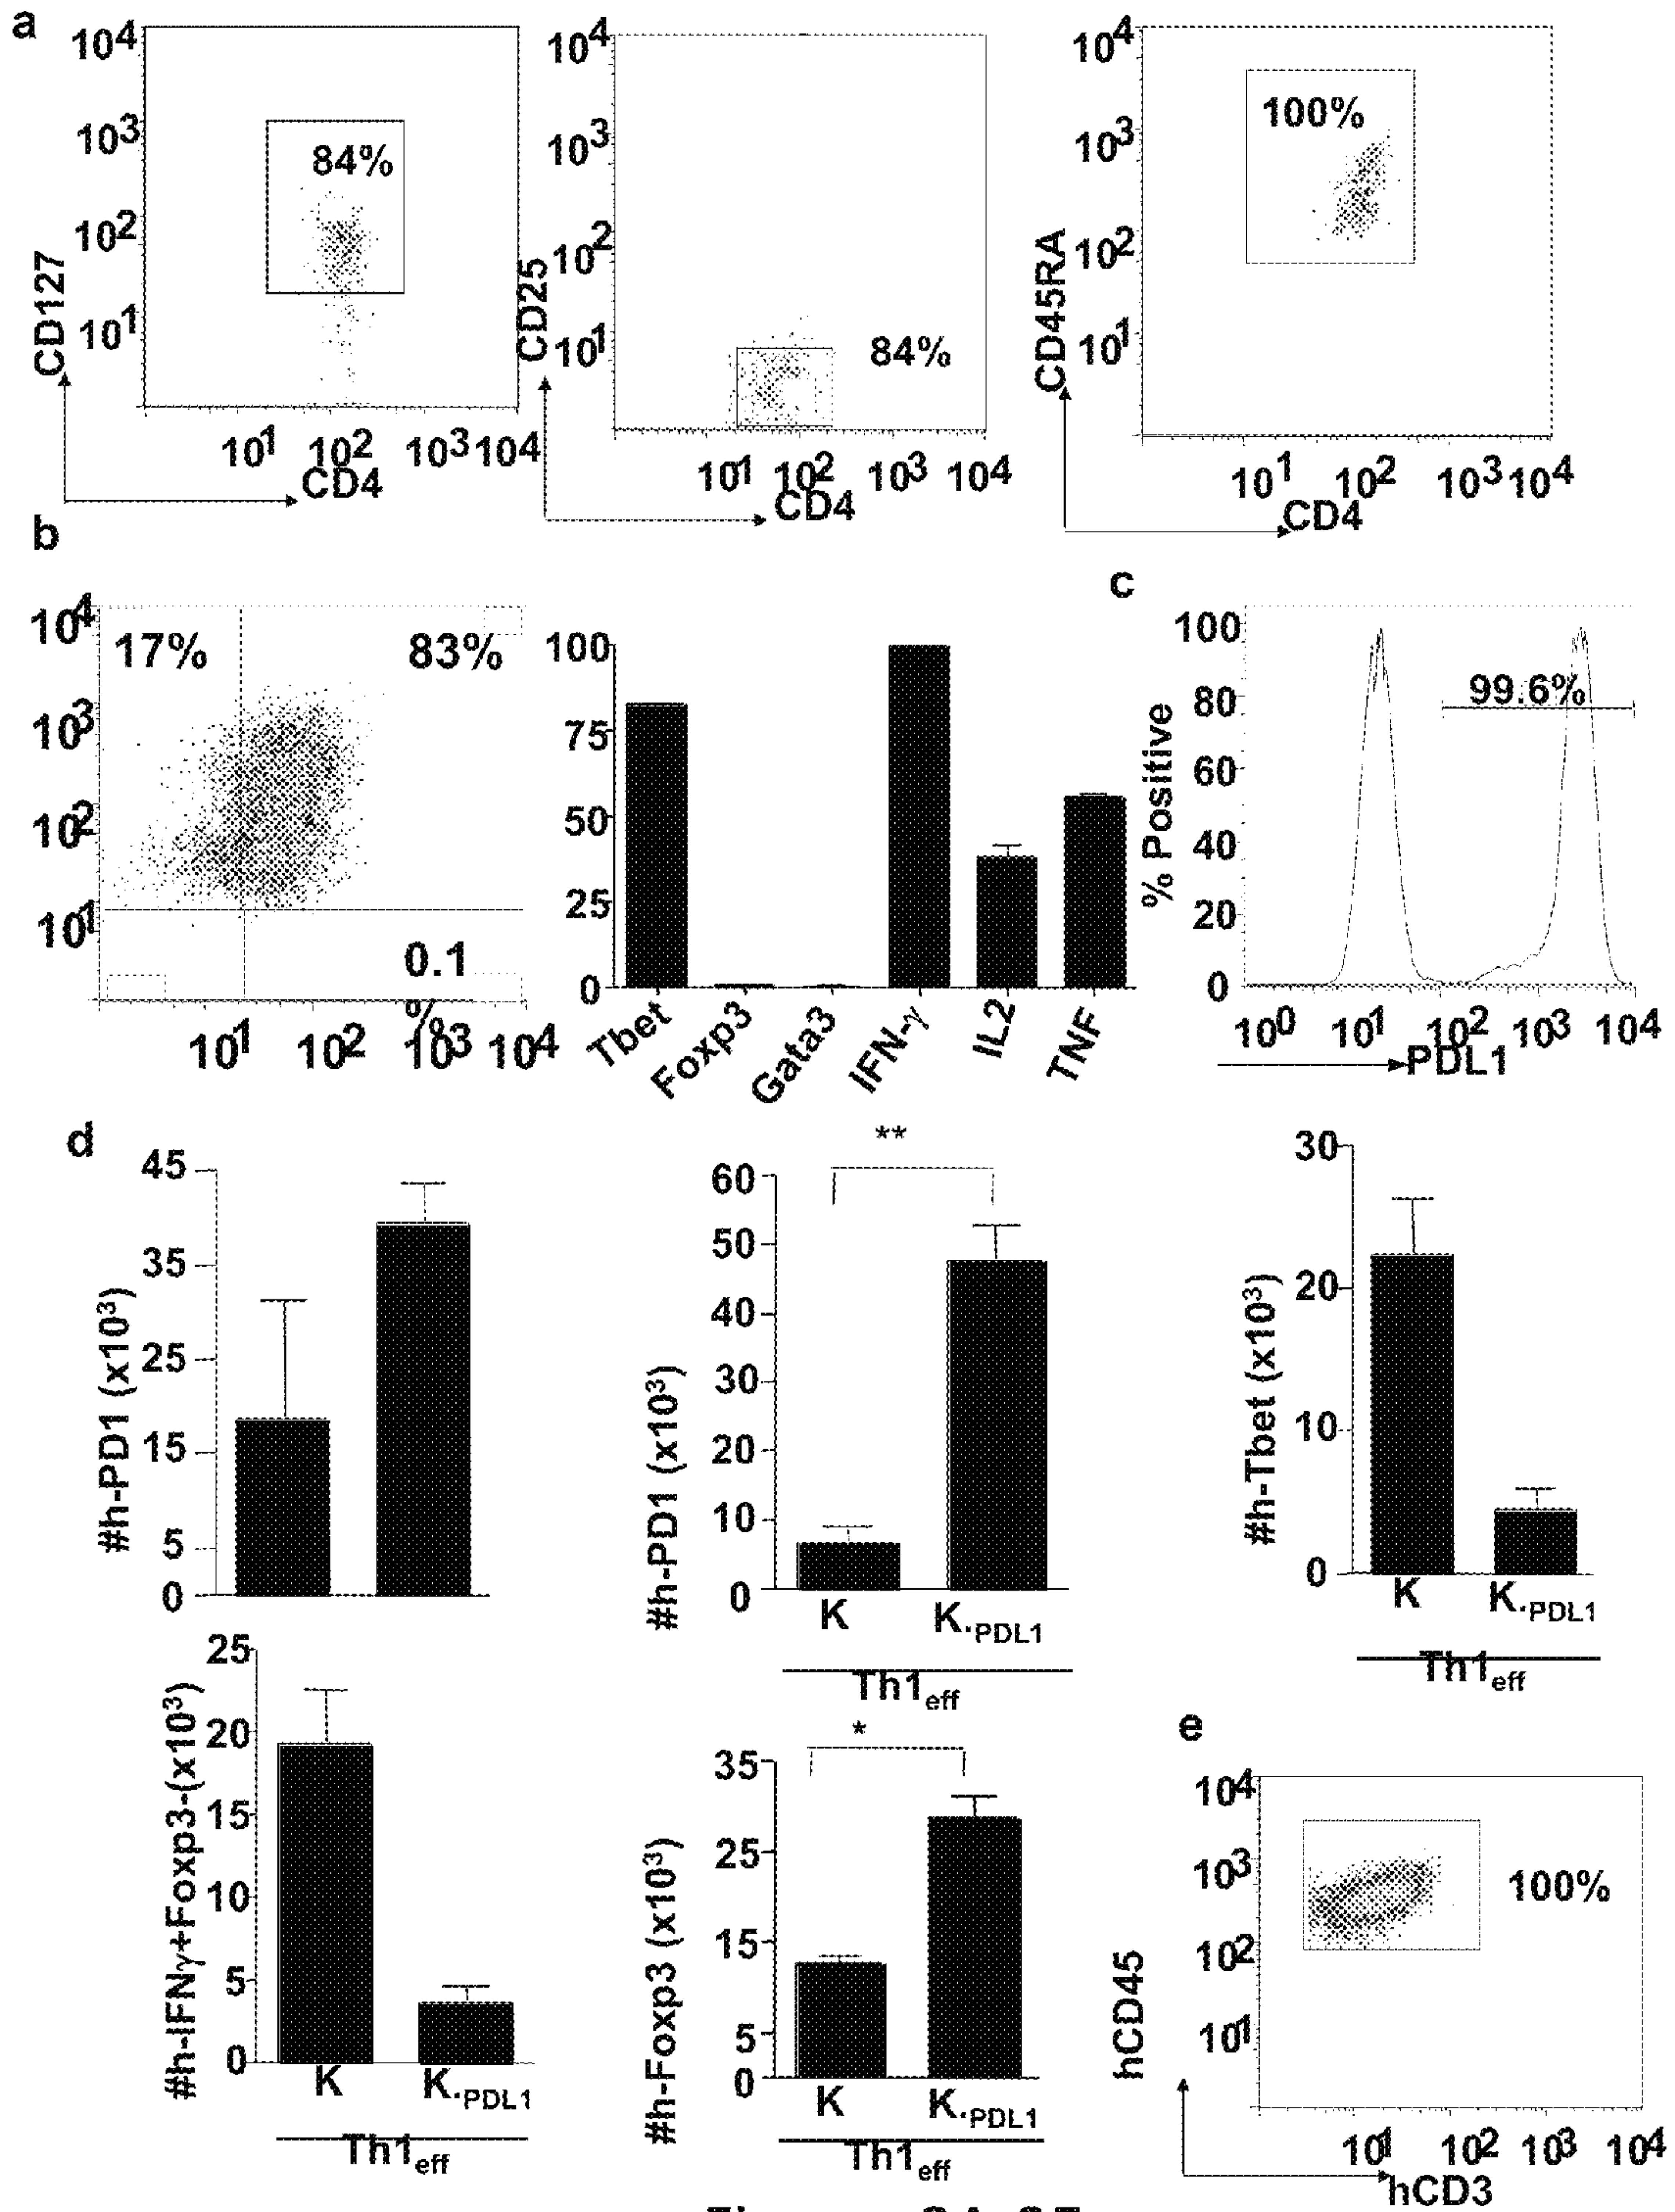 a
10⁴
10³
10²
10¹
CD127
84%
10¹ 10² 10³ 10⁴
CD4
10⁴
10³
10²
10¹
CD25
84%
10¹ 10² 10³ 10⁴
CD4
10⁴
10³
10²
10¹
CD45RA
100%
10¹ 10² 10³ 10⁴
CD4
b
10⁴
10³
10²
10¹
17%
83%
0.1
%
10¹ 10² 10³ 10⁴
100
75
50
25
0
Tbet
Foxp3
Gata3
IFN-γ
IL2
TNF
c
% Positive
100
80
60
40
20
0
99.6%
10⁰ 10¹ 10² 10³ 10⁴
PDL1
d
#h-PD1 (x10³)
45
35
25
15
5
0
**
#h-PD1 (x10³)
60
50
40
30
20
10
0
K K.PDL1
Th1eff
#h-Tbet (x10³)
30
20
10
0
K K.PDL1
Th1eff
#h-IFNγ+Foxp3-(x10³)
25
20
15
10
5
0
K K.PDL1
Th1eff
*
#h-Foxp3 (x10³)
35
25
15
5
0
K K.PDL1
Th1eff
e
hCD45
10⁴
10³
10²
10¹
100%
10¹ 10² 10³ 10⁴
hCD3